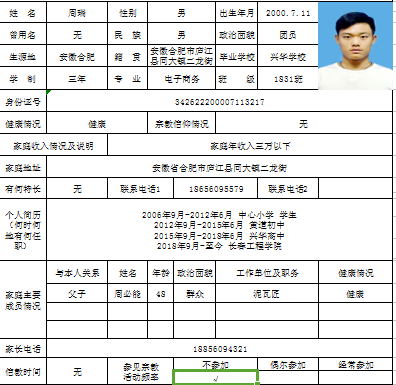 姓 名 周瑞 性别 男 出生年月 2000.7.11
曾用名 无 民 族 男 政治面貌 团员
生源地 安徽合肥 籍 贯 安徽合肥市庐江县同大镇二龙街 毕业学校 兴华学校
学 制 三年 专 业 电子商务 班 级 1831班
身份证号 342622200007113217
健康情况 健康 宗教信仰情况 无
家庭收入情况及说明 家庭年收入三万以下
家庭地址 安徽省合肥市庐江县同大镇二龙街
有何特长 无 联系电话1 18656095579 联系电话2
个人简历(何时何地有何任职)
2006年9月-2012年6月 中心小学 学生
2012年9月-2015年6月 黄道初中
2015年9月-2018年6月 兴华高中
2018年9月-至今 长春工程学院
家庭主要成员情况
与本人关系 姓名 年龄 政治面貌 工作单位及职务 健康情况
父子 周必能 48 群众 泥瓦匠 健康
家长电话 18856094321
信教时间 无 参见宗教活动频率 不参加 偶尔参加 经常参加
√